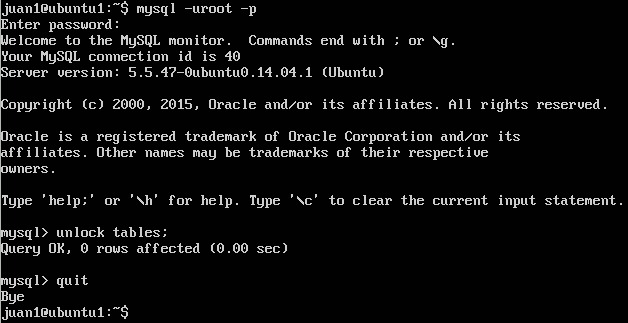 juan1@ubuntu1:~$ mysql -uroot -p
Enter password:
Welcome to the MySQL monitor.  Commands end with ; or \g.
Your MySQL connection id is 40
Server version: 5.5.47-0ubuntu0.14.04.1 (Ubuntu)
Copyright (c) 2000, 2015, Oracle and/or its affiliates. All rights reserved.
Oracle is a registered trademark of Oracle Corporation and/or its
affiliates. Other names may be trademarks of their respective
owners.
Type 'help;' or '\h' for help. Type '\c' to clear the current input statement.
mysql> unlock tables;
Query OK, 0 rows affected (0.00 sec)
mysql> quit
Bye
juan1@ubuntu1:~$